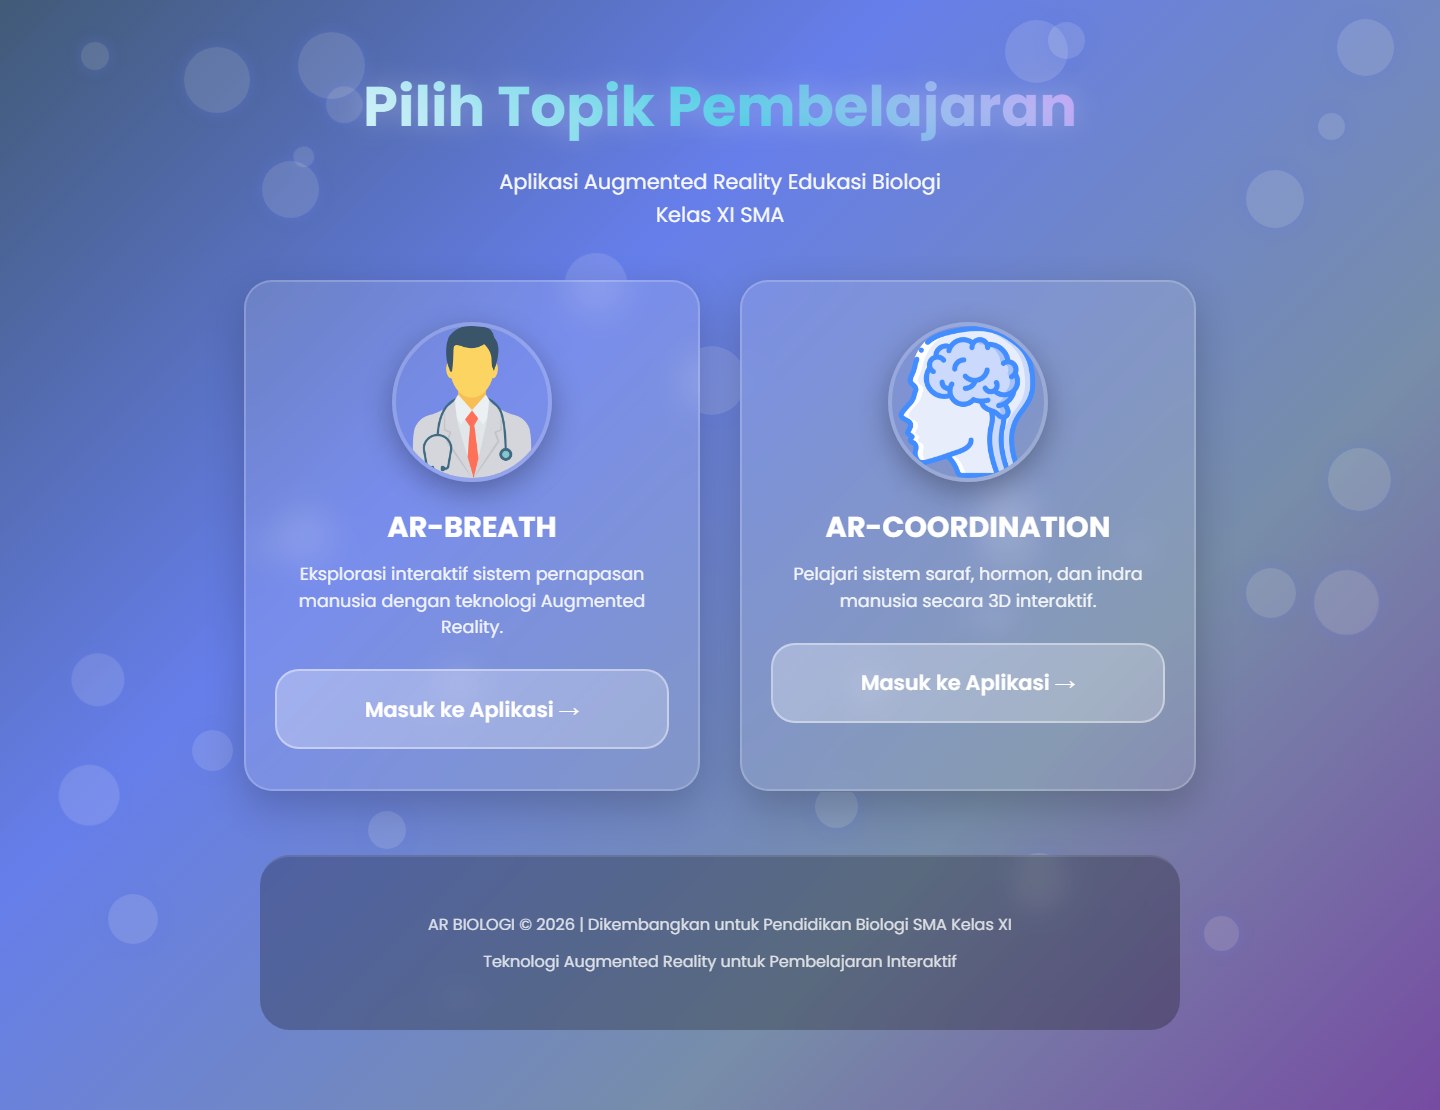 Pilih Topik Pembelajaran
Aplikasi Augmented Reality Edukasi Biologi
Kelas XI SMA
AR-BREATH
Eksplorasi interaktif sistem pernapasan
manusia dengan teknologi Augmented
Reality.
Masuk ke Aplikasi →
AR-COORDINATION
Pelajari sistem saraf, hormon, dan indra
manusia secara 3D interaktif.
Masuk ke Aplikasi →
AR BIOLOGI © 2026 | Dikembangkan untuk Pendidikan Biologi SMA Kelas XI
Teknologi Augmented Reality untuk Pembelajaran Interaktif